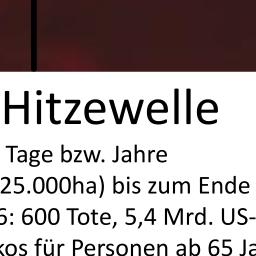 Hitzewelle
Tage bzw. Jahre
25.000ha) bis zum Ende
6: 600 Tote, 5,4 Mrd. US-
kos für Personen ab 65 Ja